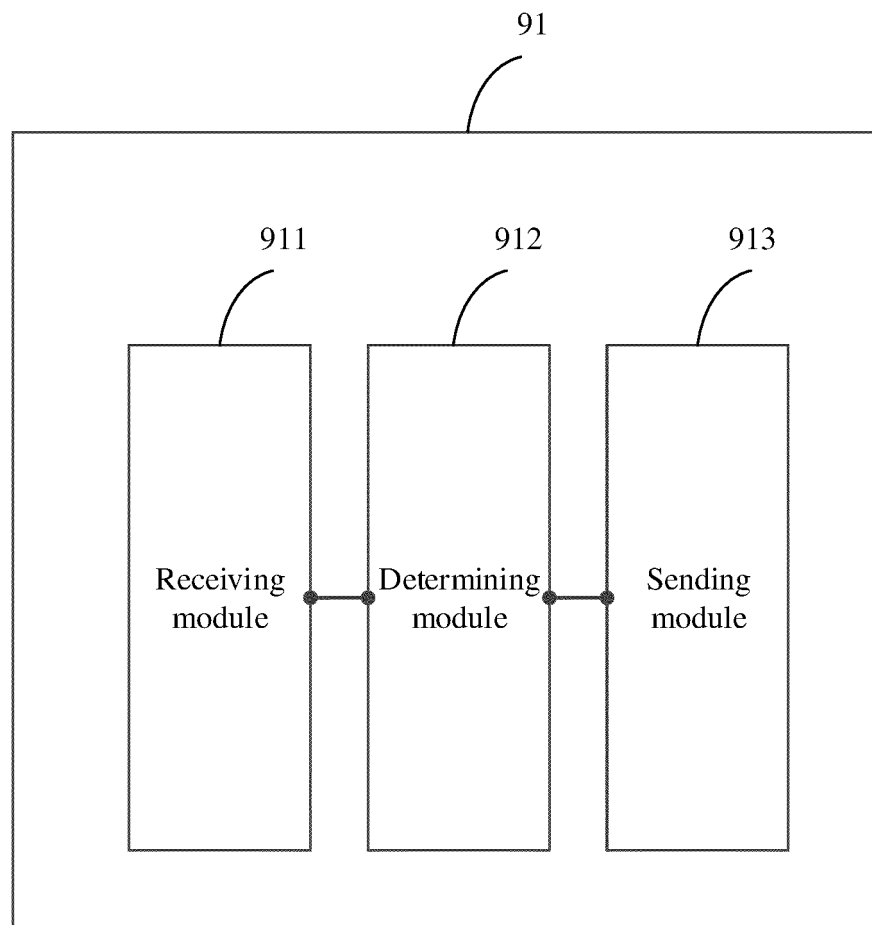 91
911
912
913
Receiving
module
Determining
module
Sending
module